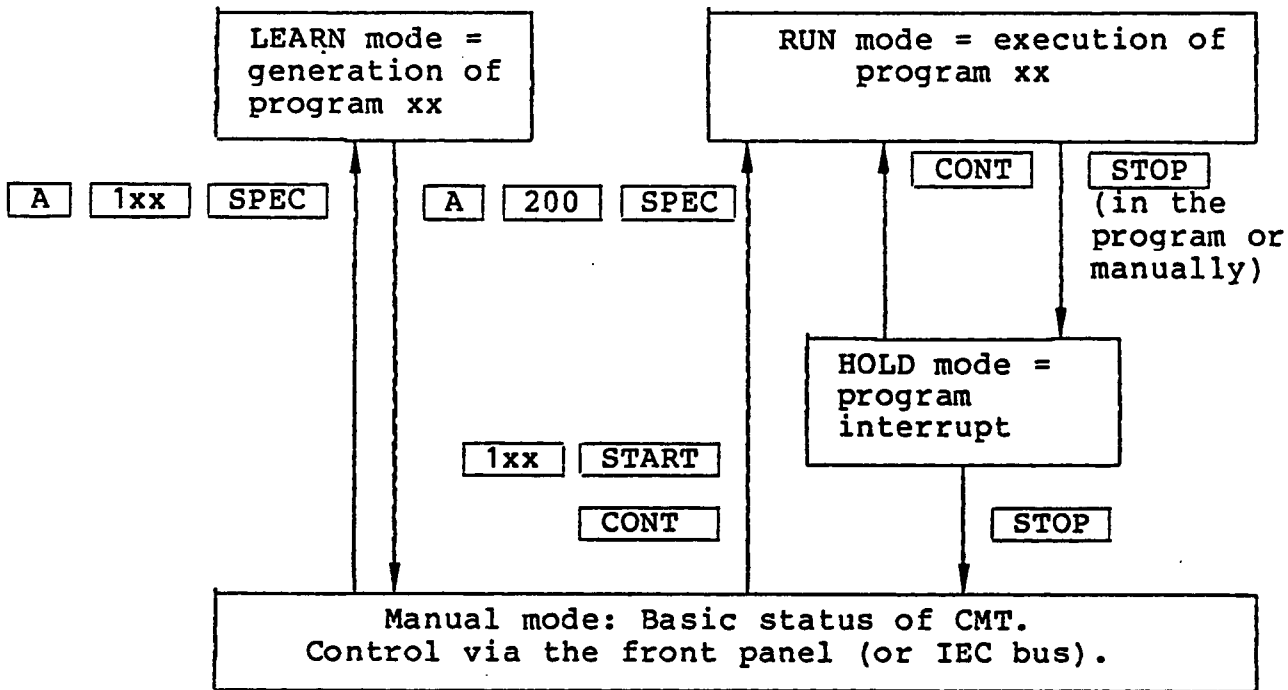 LEARN mode =
generation of
program xx
RUN mode = execution of
program xx
A 1xx SPEC
A 200 SPEC
CONT
STOP
(in the
program or
manually)
HOLD mode =
program
interrupt
1xx START
CONT
STOP
Manual mode: Basic status of CMT.
Control via the front panel (or IEC bus).